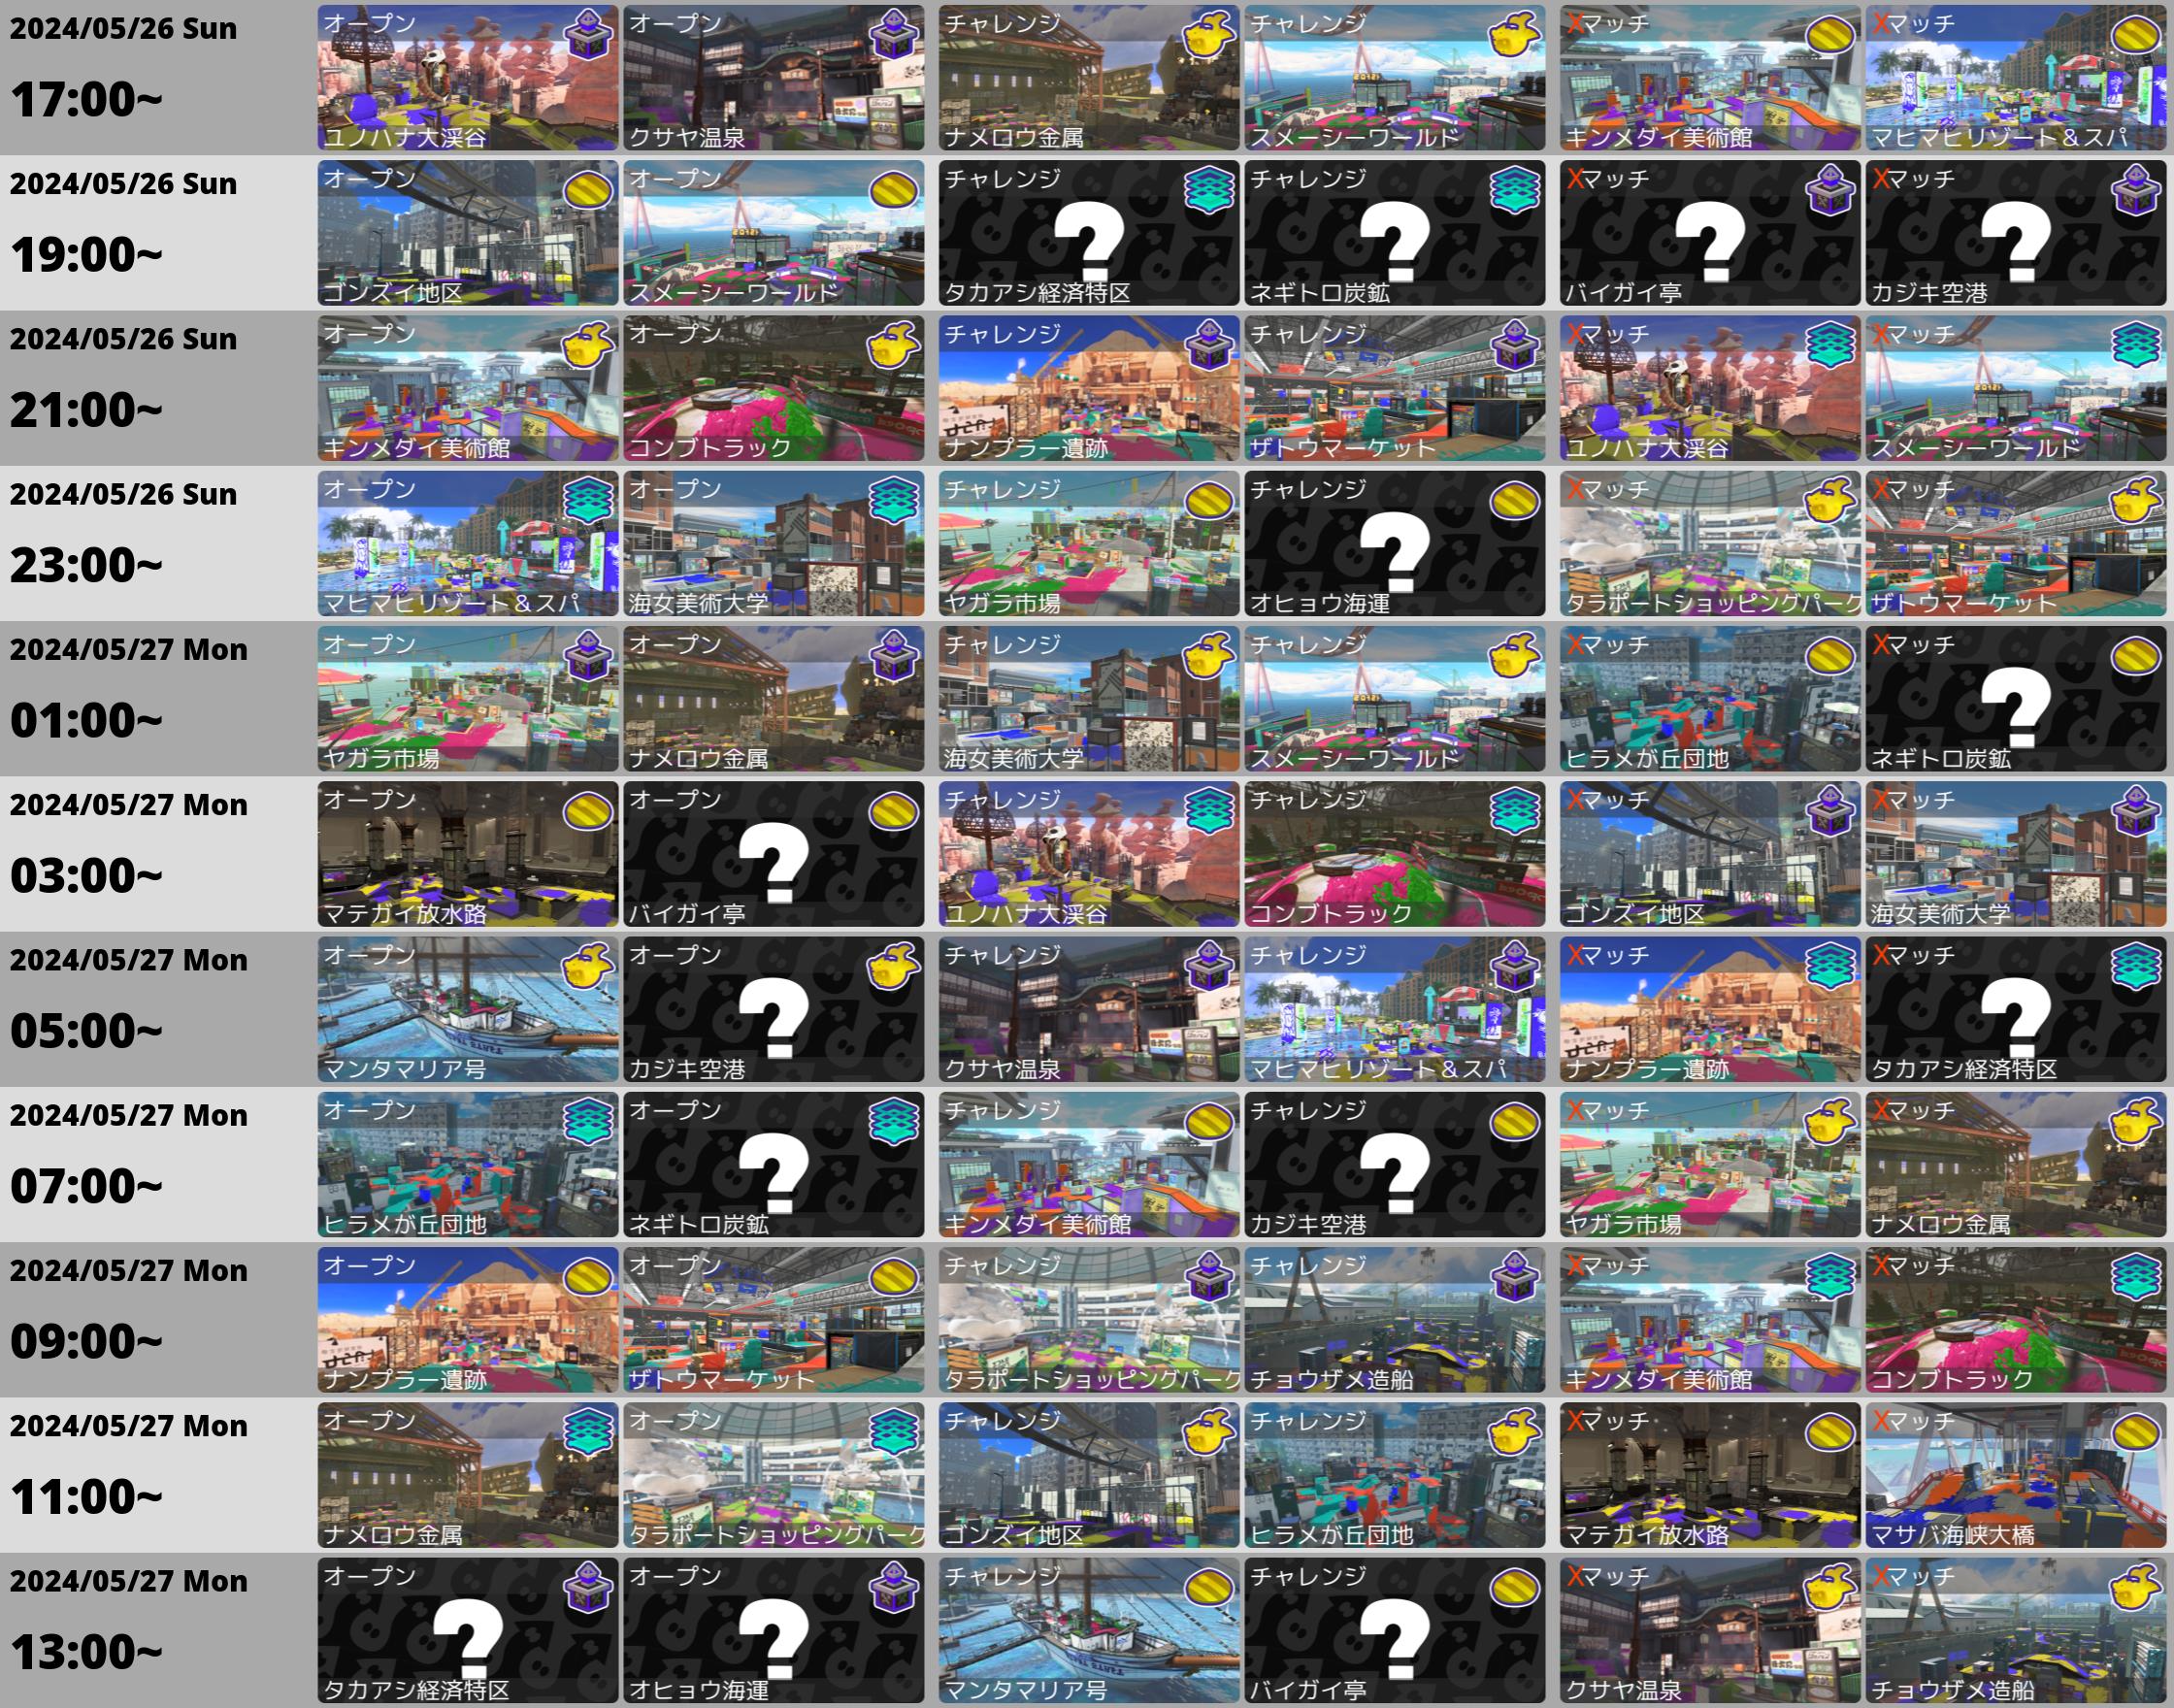 2024/05/26 Sun
17:00~
オープン
ユノハナ大渓谷
オープン
クサヤ温泉
チャレンジ
ナメロウ金属
チャレンジ
スメーシーワールド
Xマッチ
キンメダイ美術館
Xマッチ
マヒマヒリゾート＆スパ
2024/05/26 Sun
19:00~
オープン
ゴンズイ地区
オープン
スメーシーワールド
チャレンジ
?
タカアシ経済特区
チャレンジ
?
ネギトロ炭鉱
Xマッチ
?
バイガイ亭
Xマッチ
?
カジキ空港
2024/05/26 Sun
21:00~
オープン
キンメダイ美術館
オープン
コンブトラック
チャレンジ
ナンプラー遺跡
チャレンジ
ザトウマーケット
Xマッチ
ユノハナ大渓谷
Xマッチ
スメーシーワールド
2024/05/26 Sun
23:00~
オープン
マヒマヒリゾート＆スパ
オープン
海女美術大学
チャレンジ
ヤガラ市場
チャレンジ
?
オヒョウ海運
Xマッチ
タラポートショッピングパーク
Xマッチ
ザトウマーケット
2024/05/27 Mon
01:00~
オープン
ヤガラ市場
オープン
ナメロウ金属
チャレンジ
海女美術大学
チャレンジ
スメーシーワールド
Xマッチ
ヒラメが丘団地
Xマッチ
?
ネギトロ炭鉱
2024/05/27 Mon
03:00~
オープン
マテガイ放水路
オープン
?
バイガイ亭
チャレンジ
ユノハナ大渓谷
チャレンジ
コンブトラック
Xマッチ
ゴンズイ地区
Xマッチ
海女美術大学
2024/05/27 Mon
05:00~
オープン
マンタマリア号
オープン
?
カジキ空港
チャレンジ
クサヤ温泉
チャレンジ
マヒマヒリゾート＆スパ
Xマッチ
ナンプラー遺跡
Xマッチ
?
タカアシ経済特区
2024/05/27 Mon
07:00~
オープン
ヒラメが丘団地
オープン
?
ネギトロ炭鉱
チャレンジ
キンメダイ美術館
チャレンジ
?
カジキ空港
Xマッチ
ヤガラ市場
Xマッチ
ナメロウ金属
2024/05/27 Mon
09:00~
オープン
ナンプラー遺跡
オープン
ザトウマーケット
チャレンジ
タラポートショッピングパーク
チャレンジ
チョウザメ造船
Xマッチ
キンメダイ美術館
Xマッチ
コンブトラック
2024/05/27 Mon
11:00~
オープン
ナメロウ金属
オープン
タラポートショッピングパーク
チャレンジ
ゴンズイ地区
チャレンジ
ヒラメが丘団地
Xマッチ
マテガイ放水路
Xマッチ
マサバ海峡大橋
2024/05/27 Mon
13:00~
オープン
?
タカアシ経済特区
オープン
?
オヒョウ海運
チャレンジ
マンタマリア号
チャレンジ
?
バイガイ亭
Xマッチ
クサヤ温泉
Xマッチ
チョウザメ造船